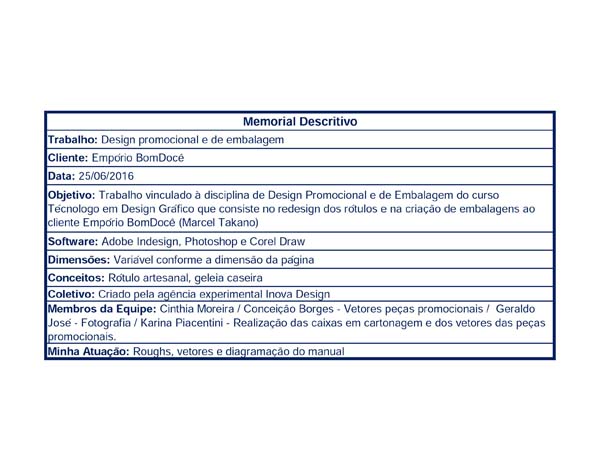 Memorial Descritivo
Trabalho: Design promocional e de embalagem
Cliente: Empório BomDocé
Data: 25/06/2016
Objetivo: Trabalho vinculado à disciplina de Design Promocional e de Embalagem do curso
Técnologo em Design Gráfico que consiste no redesign dos rótulos e na criação de embalagens ao
cliente Empório BomDocé (Marcel Takano)
Software: Adobe Indesign, Photoshop e Corel Draw
Dimensões: Variável conforme a dimensão da página
Conceitos: Rótulo artesanal, geleia caseira
Coletivo: Criado pela agência experimental Inova Design
Membros da Equipe: Cinthia Moreira / Conceição Borges - Vetores peças promocionais / Geraldo
José - Fotografia / Karina Piacentini - Realização das caixas em cartonagem e dos vetores das peças
promocionais.
Minha Atuação: Roughs, vetores e diagramação do manual